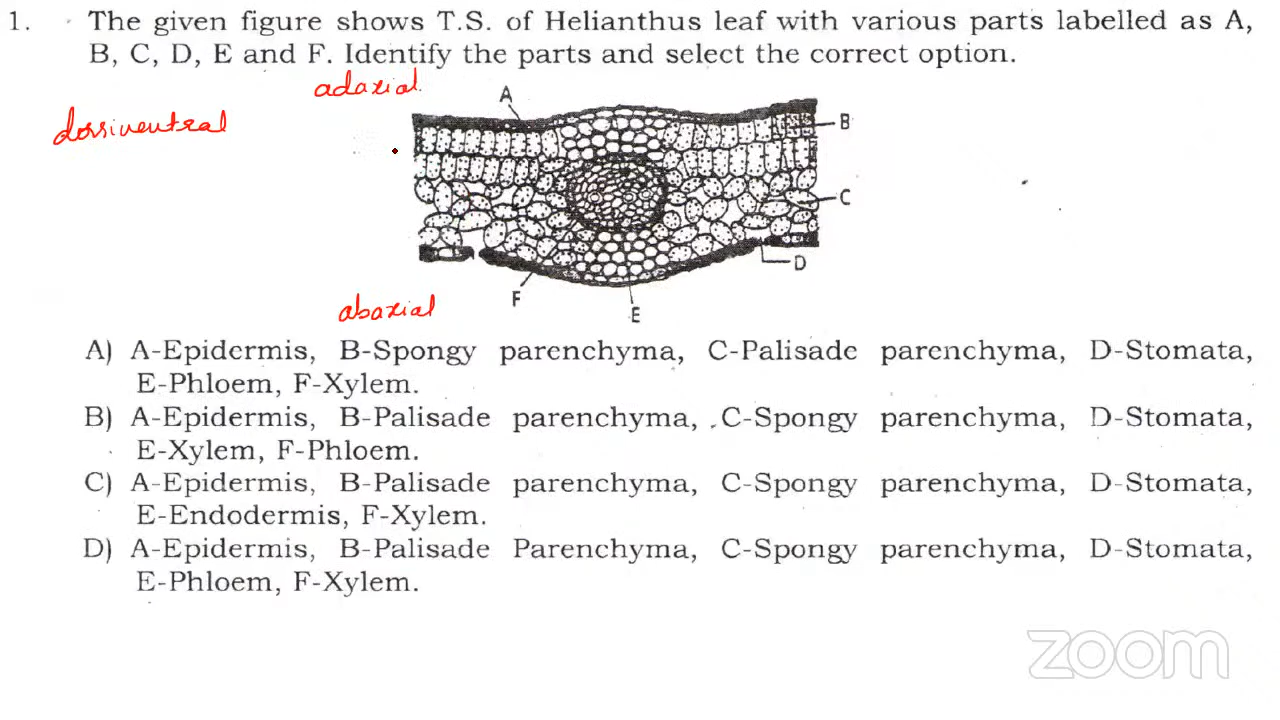 1. The given figure shows T.S. of Helianthus leaf with various parts labelled as A,
B, C, D, E and F. Identify the parts and select the correct option.
adaxial
dorsiventral
A
B
C
D
F
E
abaxial
A) A-Epidermis, B-Spongy parenchyma, C-Palisade parenchyma, D-Stomata,
E-Phloem, F-Xylem.
B) A-Epidermis, B-Palisade parenchyma, C-Spongy parenchyma, D-Stomata,
E-Xylem, F-Phloem.
C) A-Epidermis, B-Palisade parenchyma, C-Spongy parenchyma, D-Stomata,
E-Endodermis, F-Xylem.
D) A-Epidermis, B-Palisade Parenchyma, C-Spongy parenchyma, D-Stomata,
E-Phloem, F-Xylem.
zoom